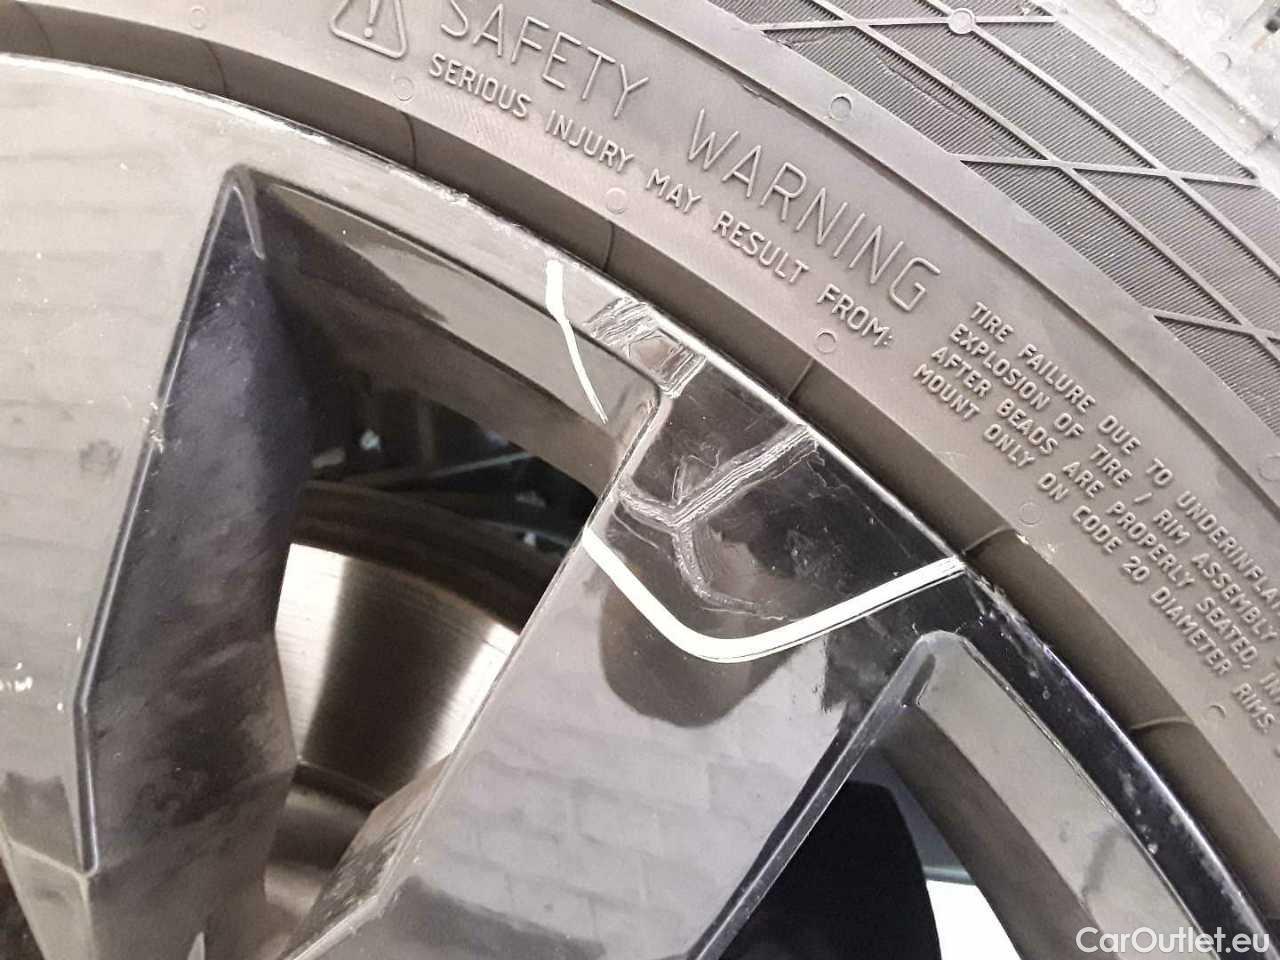 SAFETY WARNING
SERIOUS INJURY MAY RESULT FROM:
TIRE FAILURE DUE TO UNDERINFLA
EXPLOSION OF TIRE / RIM ASSEMBLY
AFTER BEADS ARE PROPERLY SEATED,
MOUNT ONLY ON CODE 20 DIAMETER RIMS.
CarOutlet.eu